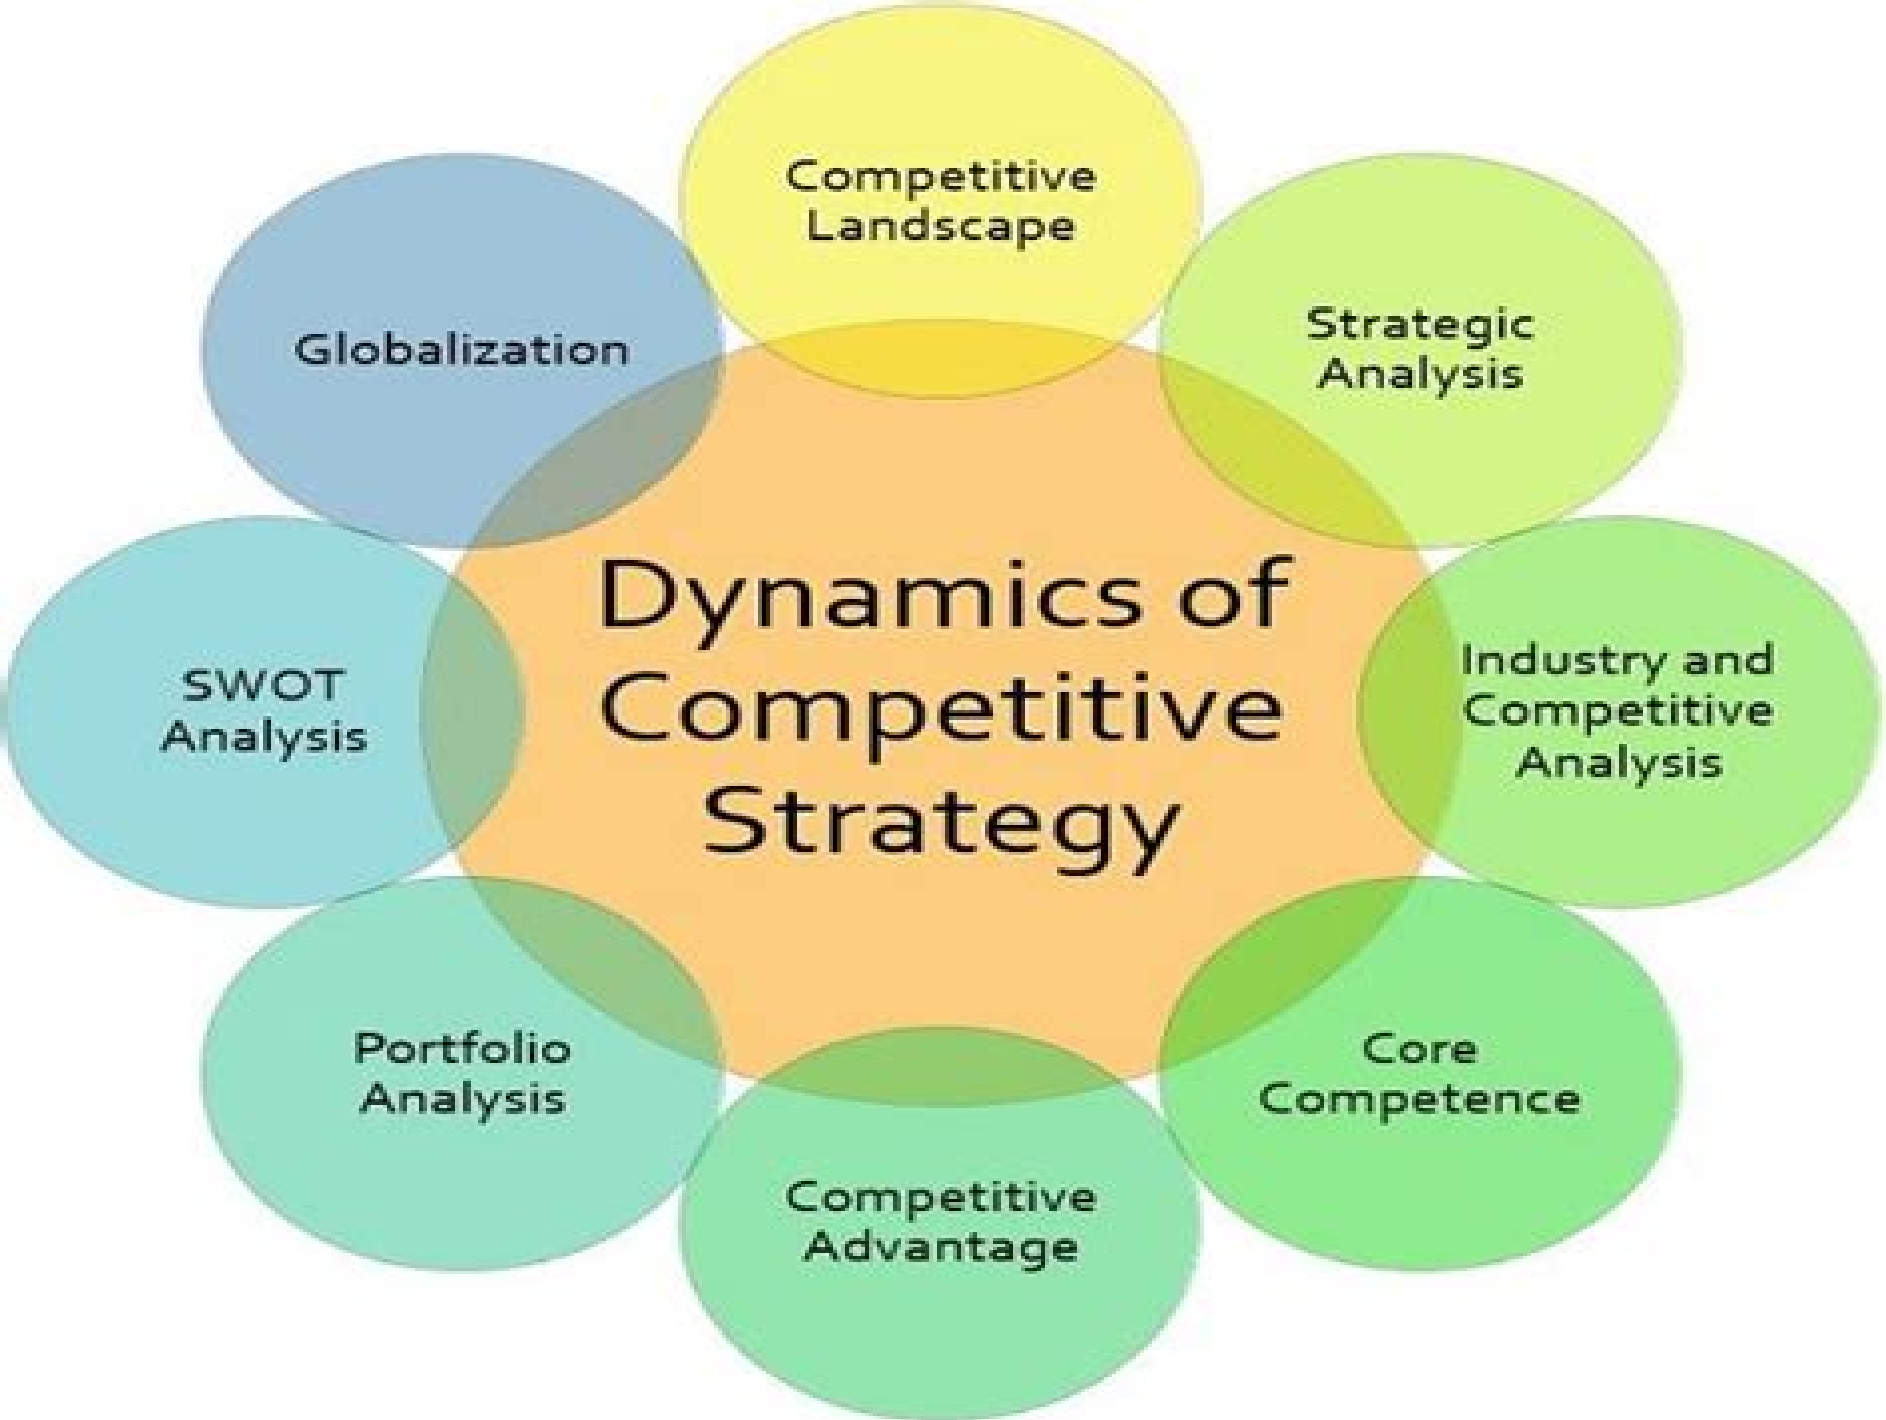 Competitive
Landscape
Strategic
Analysis
Globalization
Dynamics of
Competitive
Strategy
Industry and
Competitive
Analysis
SWOT
Analysis
Core
Competence
Portfolio
Analysis
Competitive
Advantage